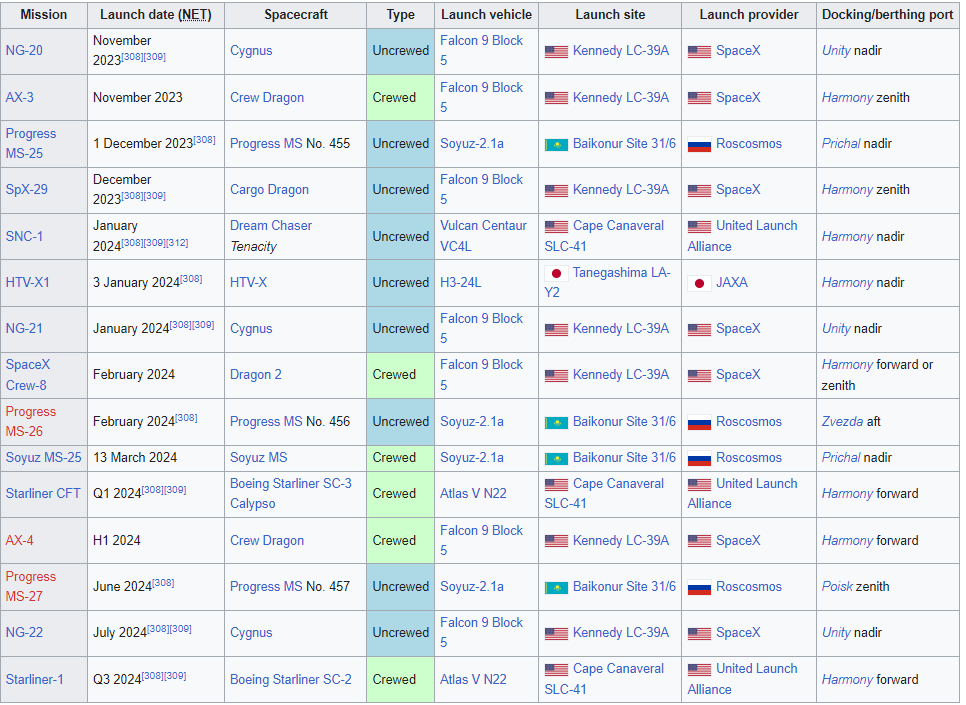 Mission Launch date (NET) Spacecraft Type Launch vehicle Launch site Launch provider Docking/berthing port
NG-20 November 2023[308][309] Cygnus Uncrewed Falcon 9 Block 5 Kennedy LC-39A SpaceX Unity nadir
AX-3 November 2023 Crew Dragon Crewed Falcon 9 Block 5 Kennedy LC-39A SpaceX Harmony zenith
Progress MS-25 1 December 2023[308] Progress MS No. 455 Uncrewed Soyuz-2.1a Baikonur Site 31/6 Roscosmos Prichal nadir
SpX-29 December 2023[308][309] Cargo Dragon Uncrewed Falcon 9 Block 5 Kennedy LC-39A SpaceX Harmony zenith
SNC-1 January 2024[308][309][312] Dream Chaser Tenacity Uncrewed Vulcan Centaur VC4L Cape Canaveral SLC-41 United Launch Alliance Harmony nadir
HTV-X1 3 January 2024[308] HTV-X Uncrewed H3-24L Tanegashima LA-Y2 JAXA Harmony nadir
NG-21 January 2024[308][309] Cygnus Uncrewed Falcon 9 Block 5 Kennedy LC-39A SpaceX Unity nadir
SpaceX Crew-8 February 2024 Dragon 2 Crewed Falcon 9 Block 5 Kennedy LC-39A SpaceX Harmony forward or zenith
Progress MS-26 February 2024[308] Progress MS No. 456 Uncrewed Soyuz-2.1a Baikonur Site 31/6 Roscosmos Zvezda aft
Soyuz MS-25 13 March 2024 Soyuz MS Crewed Soyuz-2.1a Baikonur Site 31/6 Roscosmos Prichal nadir
Starliner CFT Q1 2024[308][309] Boeing Starliner SC-3 Calypso Crewed Atlas V N22 Cape Canaveral SLC-41 United Launch Alliance Harmony forward
AX-4 H1 2024 Crew Dragon Crewed Falcon 9 Block 5 Kennedy LC-39A SpaceX Harmony forward
Progress MS-27 June 2024[308] Progress MS No. 457 Uncrewed Soyuz-2.1a Baikonur Site 31/6 Roscosmos Poisk zenith
NG-22 July 2024[308][309] Cygnus Uncrewed Falcon 9 Block 5 Kennedy LC-39A SpaceX Unity nadir
Starliner-1 Q3 2024[308][309] Boeing Starliner SC-2 Crewed Atlas V N22 Cape Canaveral SLC-41 United Launch Alliance Harmony forward